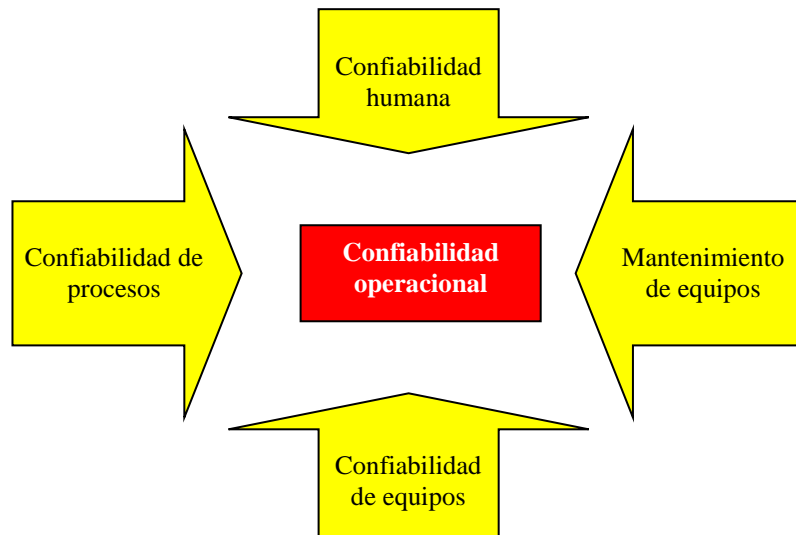 Confiabilidad
humana
Confiabilidad de
procesos
Confiabilidad
operacional
Mantenimiento
de equipos
Confiabilidad
de equipos